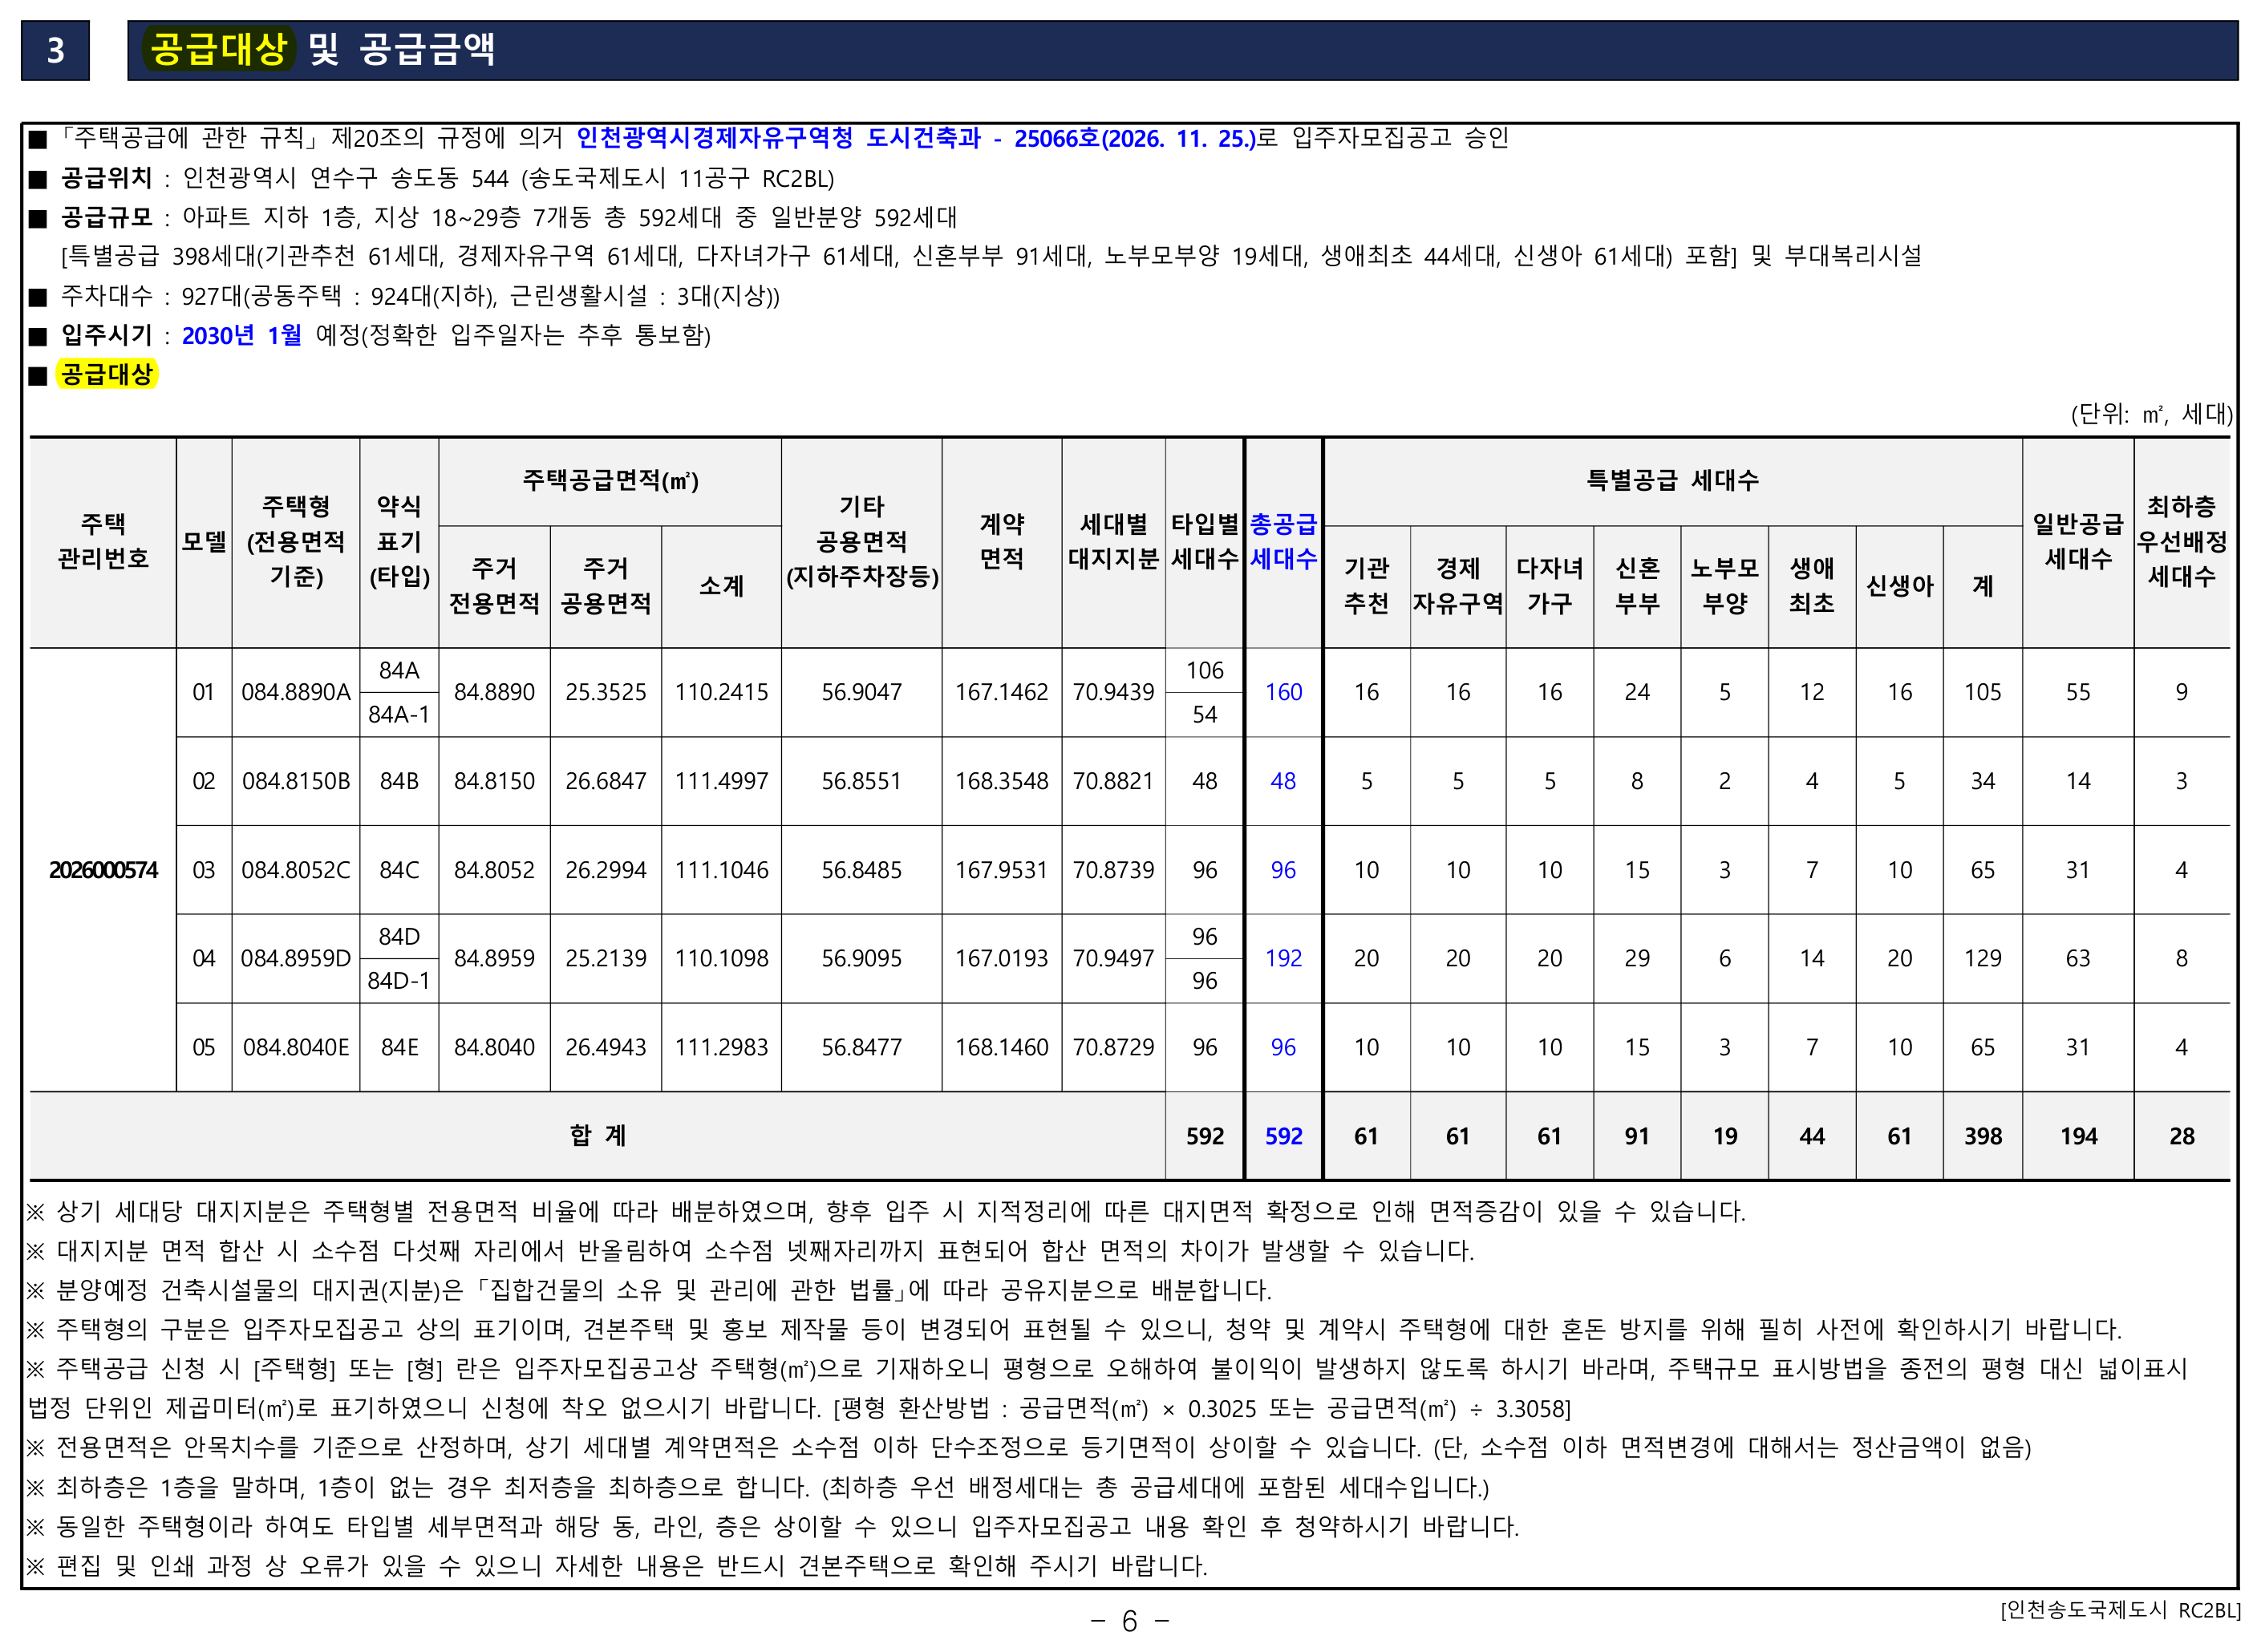 3
공급대상 및 공급금액
■ 「주택공급에 관한 규칙」 제20조의 규정에 의거 인천광역시경제자유구역청 도시건축과 - 25066호(2026. 11. 25.)로 입주자모집공고 승인
■ 공급위치 : 인천광역시 연수구 송도동 544 (송도국제도시 11공구 RC2BL)
■ 공급규모 : 아파트 지하 1층, 지상 18~29층 7개동 총 592세대 중 일반분양 592세대
[특별공급 398세대(기관추천 61세대, 경제자유구역 61세대, 다자녀가구 61세대, 신혼부부 91세대, 노부모부양 19세대, 생애최초 44세대, 신생아 61세대) 포함] 및 부대복리시설
■ 주차대수 : 927대(공동주택 : 924대(지하), 근린생활시설 : 3대(지상))
■ 입주시기 : 2030년 1월 예정(정확한 입주일자는 추후 통보함)
■ 공급대상
(단위: ㎡, 세대)
주택 관리번호 | 모델 | 주택형 (전용면적 기준) | 약식 표기 (타입) | 주택공급면적(㎡) | 기타 공용면적 (지하주차장등) | 계약 면적 | 세대별 대지지분 | 타입별 세대수 | 총공급 세대수 | 특별공급 세대수 | 일반공급 세대수 | 최하층 우선배정 세대수
주거 전용면적 | 주거 공용면적 | 소계 | 기관 추천 | 경제 자유구역 | 다자녀 가구 | 신혼 부부 | 노부모 부양 | 생애 최초 | 신생아 | 계
2026000574
01 | 084.8890A | 84A | 84A-1 | 84.8890 | 25.3525 | 110.2415 | 56.9047 | 167.1462 | 70.9439 | 106 | 54 | 160 | 16 | 16 | 16 | 24 | 5 | 12 | 16 | 105 | 55 | 9
02 | 084.8150B | 84B | 84.8150 | 26.6847 | 111.4997 | 56.8551 | 168.3548 | 70.8821 | 48 | 48 | 5 | 5 | 5 | 8 | 2 | 4 | 5 | 34 | 14 | 3
03 | 084.8052C | 84C | 84.8052 | 26.2994 | 111.1046 | 56.8485 | 167.9531 | 70.8739 | 96 | 96 | 10 | 10 | 10 | 15 | 3 | 7 | 10 | 65 | 31 | 4
04 | 084.8959D | 84D | 84D-1 | 84.8959 | 25.2139 | 110.1098 | 56.9095 | 167.0193 | 70.9497 | 96 | 96 | 192 | 20 | 20 | 20 | 29 | 6 | 14 | 20 | 129 | 63 | 8
05 | 084.8040E | 84E | 84.8040 | 26.4943 | 111.2983 | 56.8477 | 168.1460 | 70.8729 | 96 | 96 | 10 | 10 | 10 | 15 | 3 | 7 | 10 | 65 | 31 | 4
합 계 | 592 | 592 | 61 | 61 | 61 | 91 | 19 | 44 | 61 | 398 | 194 | 28
※ 상기 세대당 대지지분은 주택형별 전용면적 비율에 따라 배분하였으며, 향후 입주 시 지적정리에 따른 대지면적 확정으로 인해 면적증감이 있을 수 있습니다.
※ 대지지분 면적 합산 시 소수점 다섯째 자리에서 반올림하여 소수점 넷째자리까지 표현되어 합산 면적의 차이가 발생할 수 있습니다.
※ 분양예정 건축시설물의 대지권(지분)은 「집합건물의 소유 및 관리에 관한 법률」에 따라 공유지분으로 배분합니다.
※ 주택형의 구분은 입주자모집공고 상의 표기이며, 견본주택 및 홍보 제작물 등이 변경되어 표현될 수 있으니, 청약 및 계약시 주택형에 대한 혼돈 방지를 위해 필히 사전에 확인하시기 바랍니다.
※ 주택공급 신청 시 [주택형] 또는 [형] 란은 입주자모집공고상 주택형(㎡)으로 기재하오니 평형으로 오해하여 불이익이 발생하지 않도록 하시기 바라며, 주택규모 표시방법을 종전의 평형 대신 넓이표시
법정 단위인 제곱미터(㎡)로 표기하였으니 신청에 착오 없으시기 바랍니다. [평형 환산방법 : 공급면적(㎡) × 0.3025 또는 공급면적(㎡) ÷ 3.3058]
※ 전용면적은 안목치수를 기준으로 산정하며, 상기 세대별 계약면적은 소수점 이하 단수조정으로 등기면적이 상이할 수 있습니다. (단, 소수점 이하 면적변경에 대해서는 정산금액이 없음)
※ 최하층은 1층을 말하며, 1층이 없는 경우 최저층을 최하층으로 합니다. (최하층 우선 배정세대는 총 공급세대에 포함된 세대수입니다.)
※ 동일한 주택형이라 하여도 타입별 세부면적과 해당 동, 라인, 층은 상이할 수 있으니 입주자모집공고 내용 확인 후 청약하시기 바랍니다.
※ 편집 및 인쇄 과정 상 오류가 있을 수 있으니 자세한 내용은 반드시 견본주택으로 확인해 주시기 바랍니다.
- 6 -
[인천송도국제도시 RC2BL]